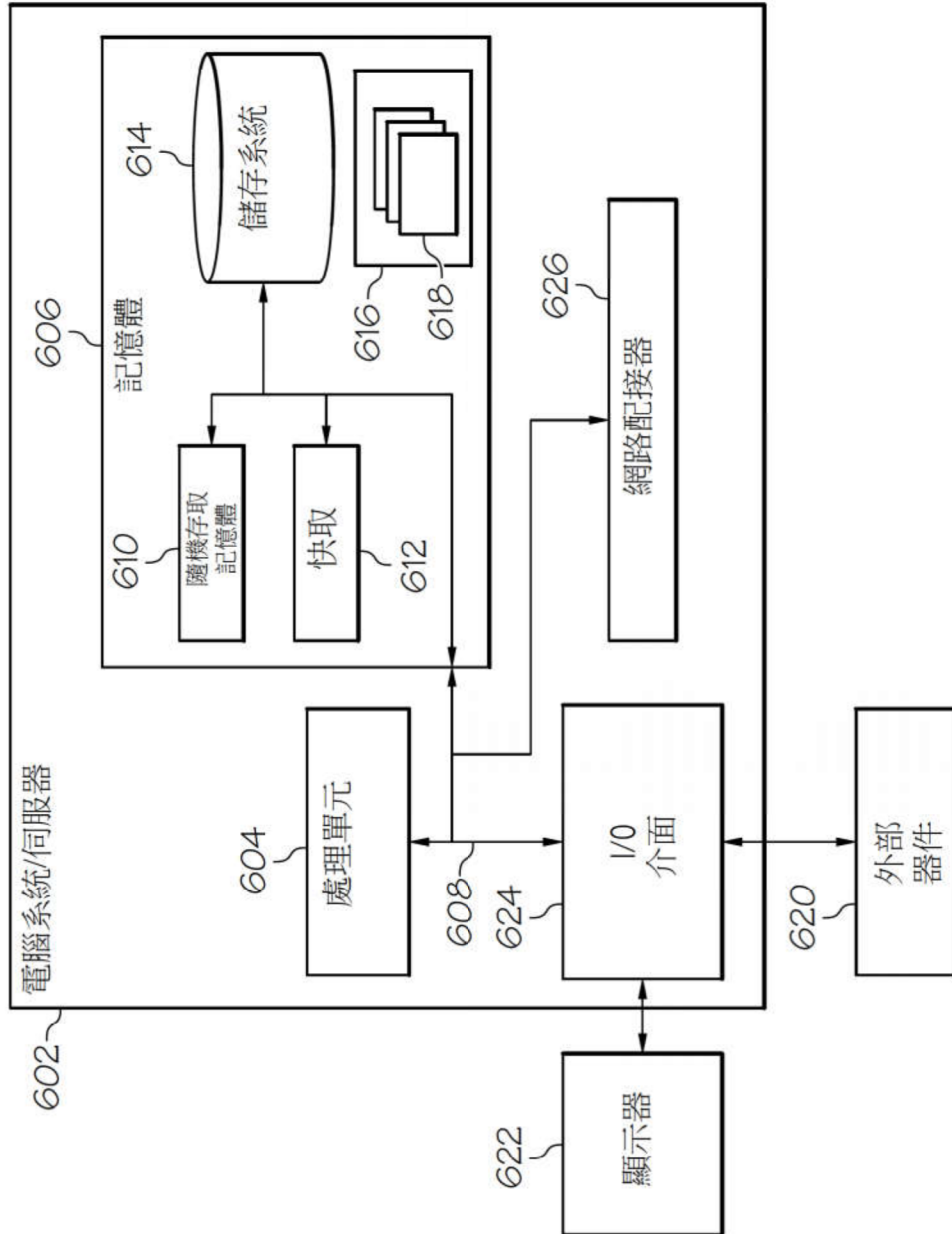 602
電腦系統/伺服器
606
記憶體
604
處理單元
610
隨機存取
記憶體
614
儲存系統
612
快取
608
616
618
622
顯示器
624
I/O
介面
626
網路配接器
620
外部
器件